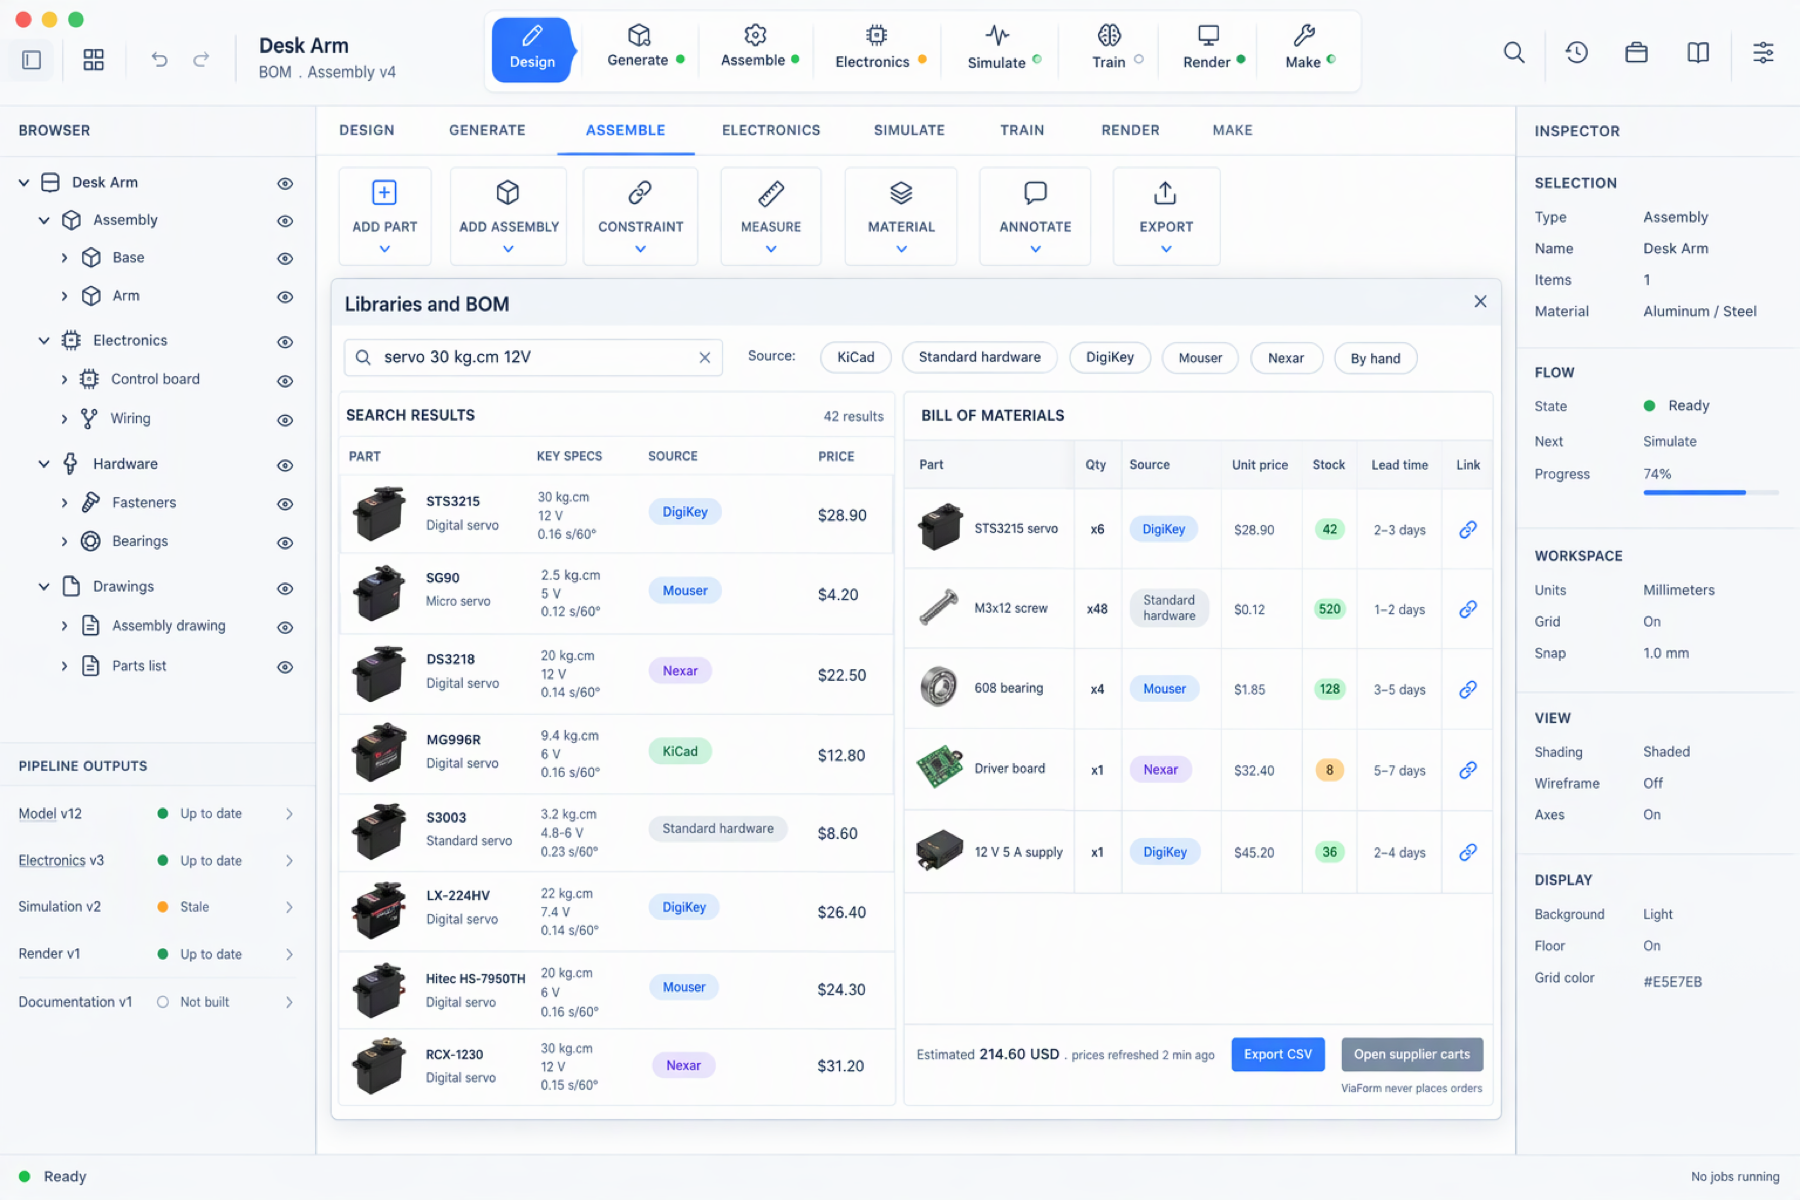 Desk Arm
BOM . Assembly v4
Design
Generate
Assemble
Electronics
Simulate
Train
Render
Make
BROWSER
Desk Arm
Assembly
Base
Arm
Electronics
Control board
Wiring
Hardware
Fasteners
Bearings
Drawings
Assembly drawing
Parts list
PIPELINE OUTPUTS
Model v12 Up to date
Electronics v3 Up to date
Simulation v2 Stale
Render v1 Up to date
Documentation v1 Not built
DESIGN GENERATE ASSEMBLE ELECTRONICS SIMULATE TRAIN RENDER MAKE
ADD PART
ADD ASSEMBLY
CONSTRAINT
MEASURE
MATERIAL
ANNOTATE
EXPORT
Libraries and BOM
servo 30 kg.cm 12V
Source: KiCad Standard hardware DigiKey Mouser Nexar By hand
SEARCH RESULTS 42 results
PART KEY SPECS SOURCE PRICE
STS3215
Digital servo
30 kg.cm
12 V
0.16 s/60°
DigiKey
$28.90
SG90
Micro servo
2.5 kg.cm
5 V
0.12 s/60°
Mouser
$4.20
DS3218
Digital servo
20 kg.cm
12 V
0.14 s/60°
Nexar
$22.50
MG996R
Digital servo
9.4 kg.cm
6 V
0.16 s/60°
KiCad
$12.80
S3003
Standard servo
3.2 kg.cm
4.8-6 V
0.23 s/60°
Standard hardware
$8.60
LX-224HV
Digital servo
22 kg.cm
7.4 V
0.14 s/60°
DigiKey
$26.40
Hitec HS-7950TH
Digital servo
20 kg.cm
6 V
0.16 s/60°
Mouser
$24.30
RCX-1230
Digital servo
30 kg.cm
12 V
0.15 s/60°
Nexar
$31.20
BILL OF MATERIALS
Part Qty Source Unit price Stock Lead time Link
STS3215 servo x6 DigiKey $28.90 42 2–3 days
M3x12 screw x48 Standard hardware $0.12 520 1–2 days
608 bearing x4 Mouser $1.85 128 3–5 days
Driver board x1 Nexar $32.40 8 5–7 days
12 V 5 A supply x1 DigiKey $45.20 36 2–4 days
Estimated 214.60 USD . prices refreshed 2 min ago
Export CSV
Open supplier carts
ViaForm never places orders
INSPECTOR
SELECTION
Type Assembly
Name Desk Arm
Items 1
Material Aluminum / Steel
FLOW
State Ready
Next Simulate
Progress 74%
WORKSPACE
Units Millimeters
Grid On
Snap 1.0 mm
VIEW
Shading Shaded
Wireframe Off
Axes On
DISPLAY
Background Light
Floor On
Grid color #E5E7EB
Ready
No jobs running